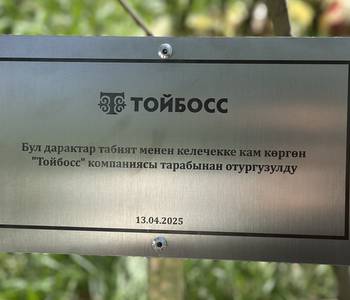 ТОЙБОСС
Бул дарактар табият менен келечекке кам көргөн
"Тойбосс" компаниясы тарабынан отургузулду
13.04.2025